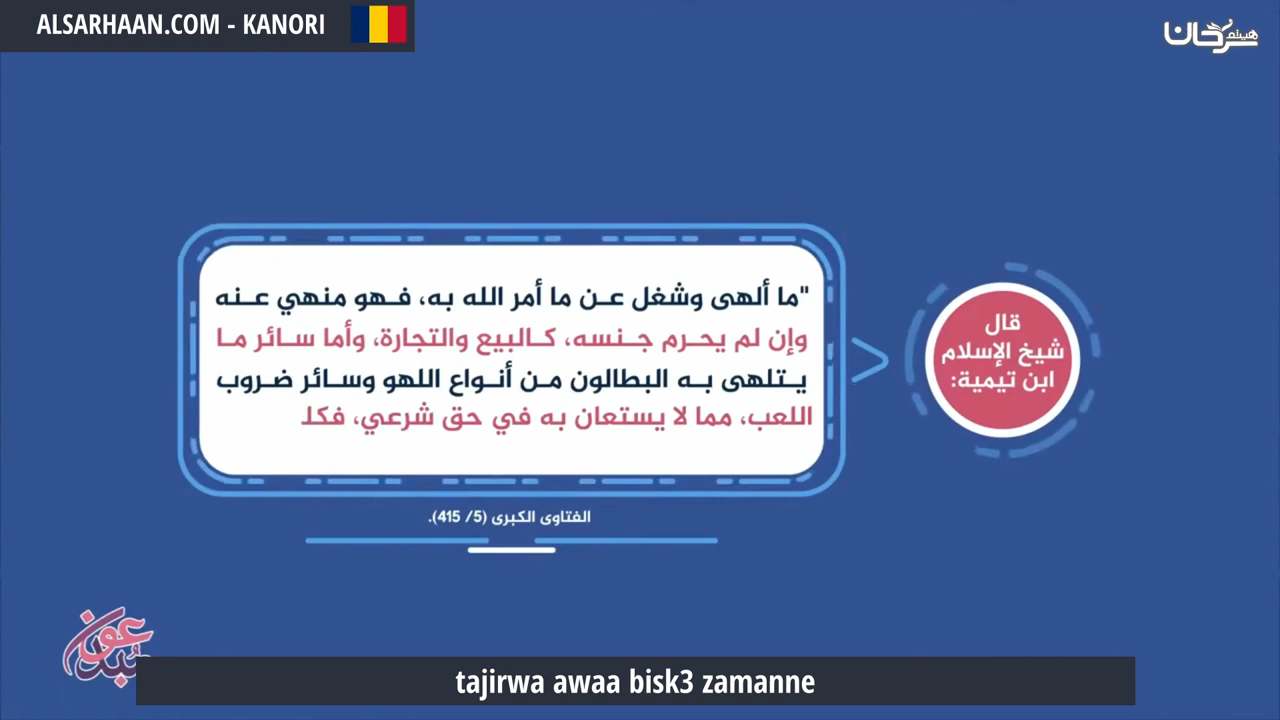 ALSARHAAN.COM - KANORI
هيثم سرحان
قال
شيخ الإسلام
ابن تيمية:
"ما ألهى وشغل عن ما أمر الله به، فهو منهي عنه
وإن لم يحرم جنسه، كالبيع والتجارة، وأما سائر ما
يتلهى به البطالون من أنواع اللهو وسائر ضروب
اللعب، مما لا يستعان به في حق شرعي، فكل
الفتاوى الكبرى (5/ 415).
tajirwa awaa bisk3 zamanne